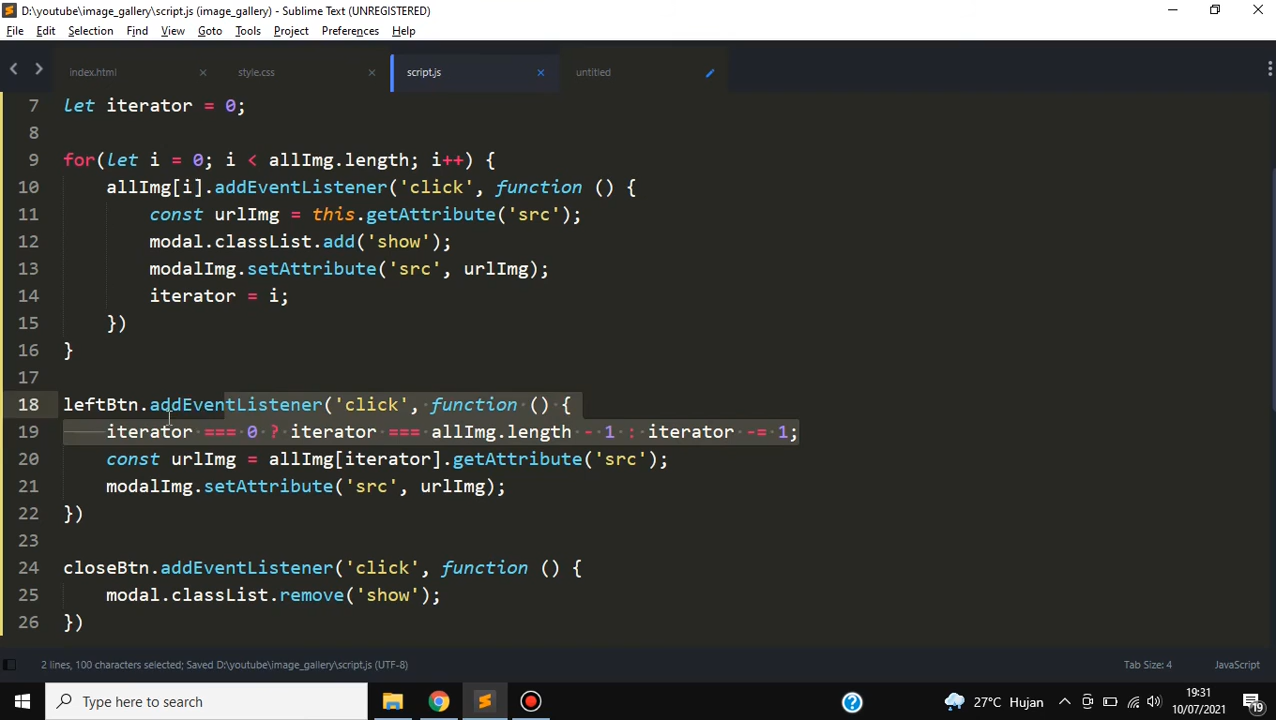 D:\youtube\image_gallery\script.js (image_gallery) - Sublime Text (UNREGISTERED)
File Edit Selection Find View Goto Tools Project Preferences Help
index.html style.css script.js untitled
7 let iterator = 0;
8
9 for(let i = 0; i < allImg.length; i++) {
10 allImg[i].addEventListener('click', function () {
11 const urlImg = this.getAttribute('src');
12 modal.classList.add('show');
13 modalImg.setAttribute('src', urlImg);
14 iterator = i;
15 })
16 }
17
18 leftBtn.addEventListener('click', function () {
19 iterator === 0 ? iterator === allImg.length - 1 : iterator -= 1;
20 const urlImg = allImg[iterator].getAttribute('src');
21 modalImg.setAttribute('src', urlImg);
22 })
23
24 closeBtn.addEventListener('click', function () {
25 modal.classList.remove('show');
26 })
2 lines, 100 characters selected; Saved D:\youtube\image_gallery\script.js (UTF-8) Tab Size: 4 JavaScript
Type here to search 27°C Hujan 19:31
10/07/2021 19